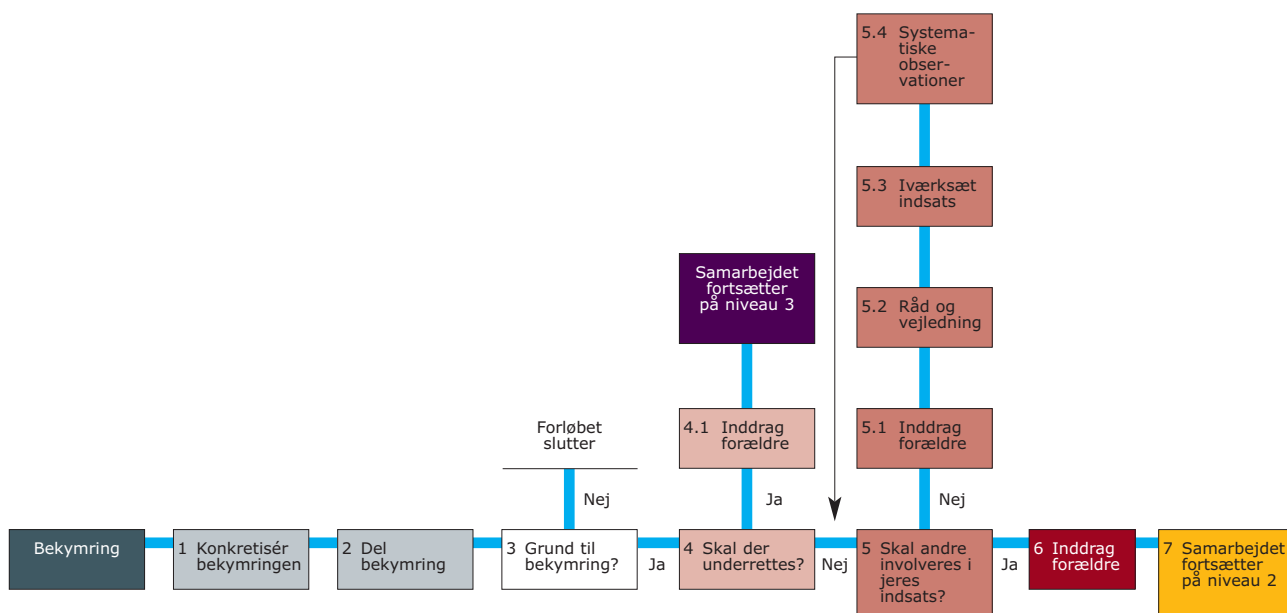 5.4 Systema-
tiske
obser-
vationer
5.3 Iværksæt
indsats
Samarbejdet
fortsætter
på niveau 3
5.2 Råd og
vejledning
Forløbet
slutter
4.1 Inddrag
forældre
5.1 Inddrag
forældre
Nej
Ja
Nej
Bekymring
1 Konkretisér
bekymringen
2 Del
bekymring
3 Grund til
bekymring?
Ja
4 Skal der
underrettes?
Nej
5 Skal andre
involveres i
jeres
indsats?
Ja
6 Inddrag
forældre
7 Samarbejdet
fortsætter
på niveau 2